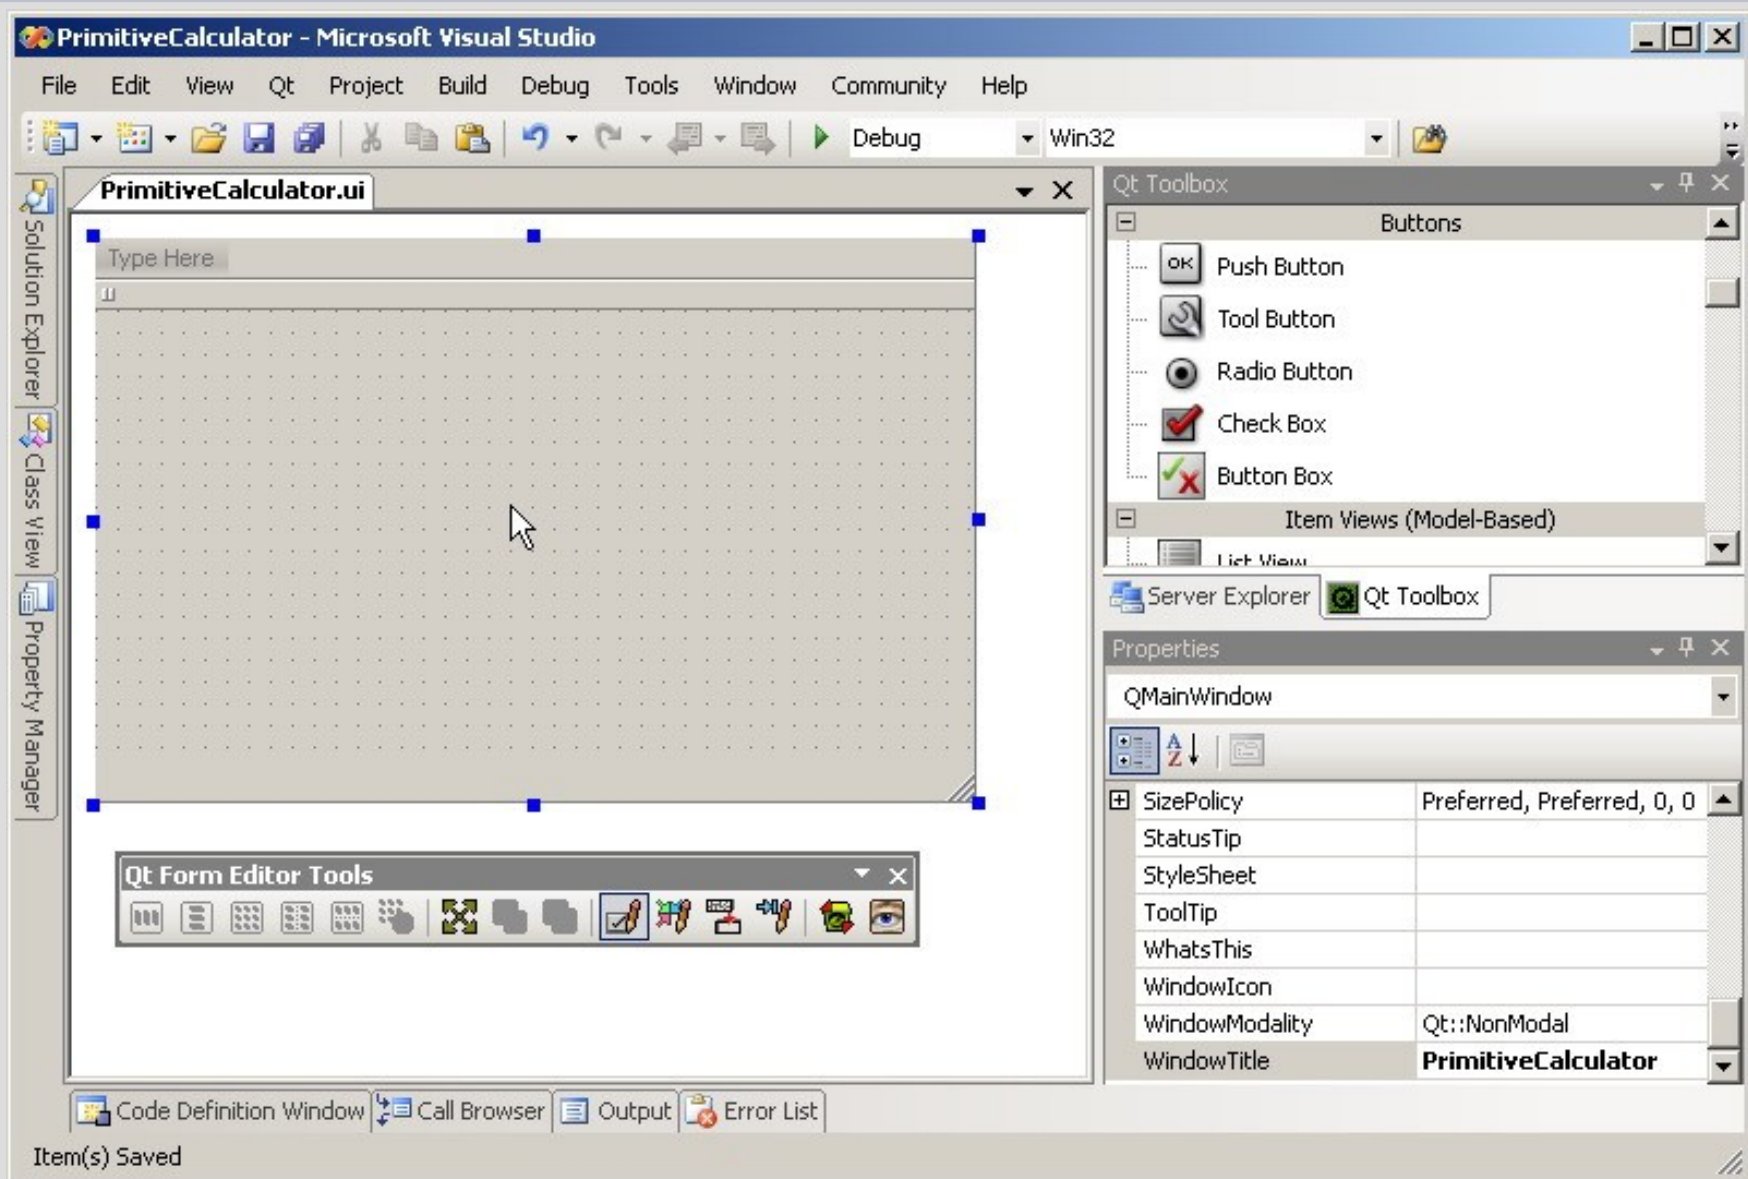 PrimitiveCalculator - Microsoft Visual Studio
File Edit View Qt Project Build Debug Tools Window Community Help
Debug Win32
Solution Explorer
Class View
Property Manager
PrimitiveCalculator.ui
Type Here
Qt Form Editor Tools
Qt Toolbox
Buttons
OK Push Button
Tool Button
Radio Button
Check Box
Button Box
Item Views (Model-Based)
List View
Server Explorer Qt Toolbox
Properties
QMainWindow
SizePolicy Preferred, Preferred, 0, 0
StatusTip
StyleSheet
ToolTip
WhatsThis
WindowIcon
WindowModality Qt::NonModal
WindowTitle PrimitiveCalculator
Code Definition Window Call Browser Output Error List
Item(s) Saved